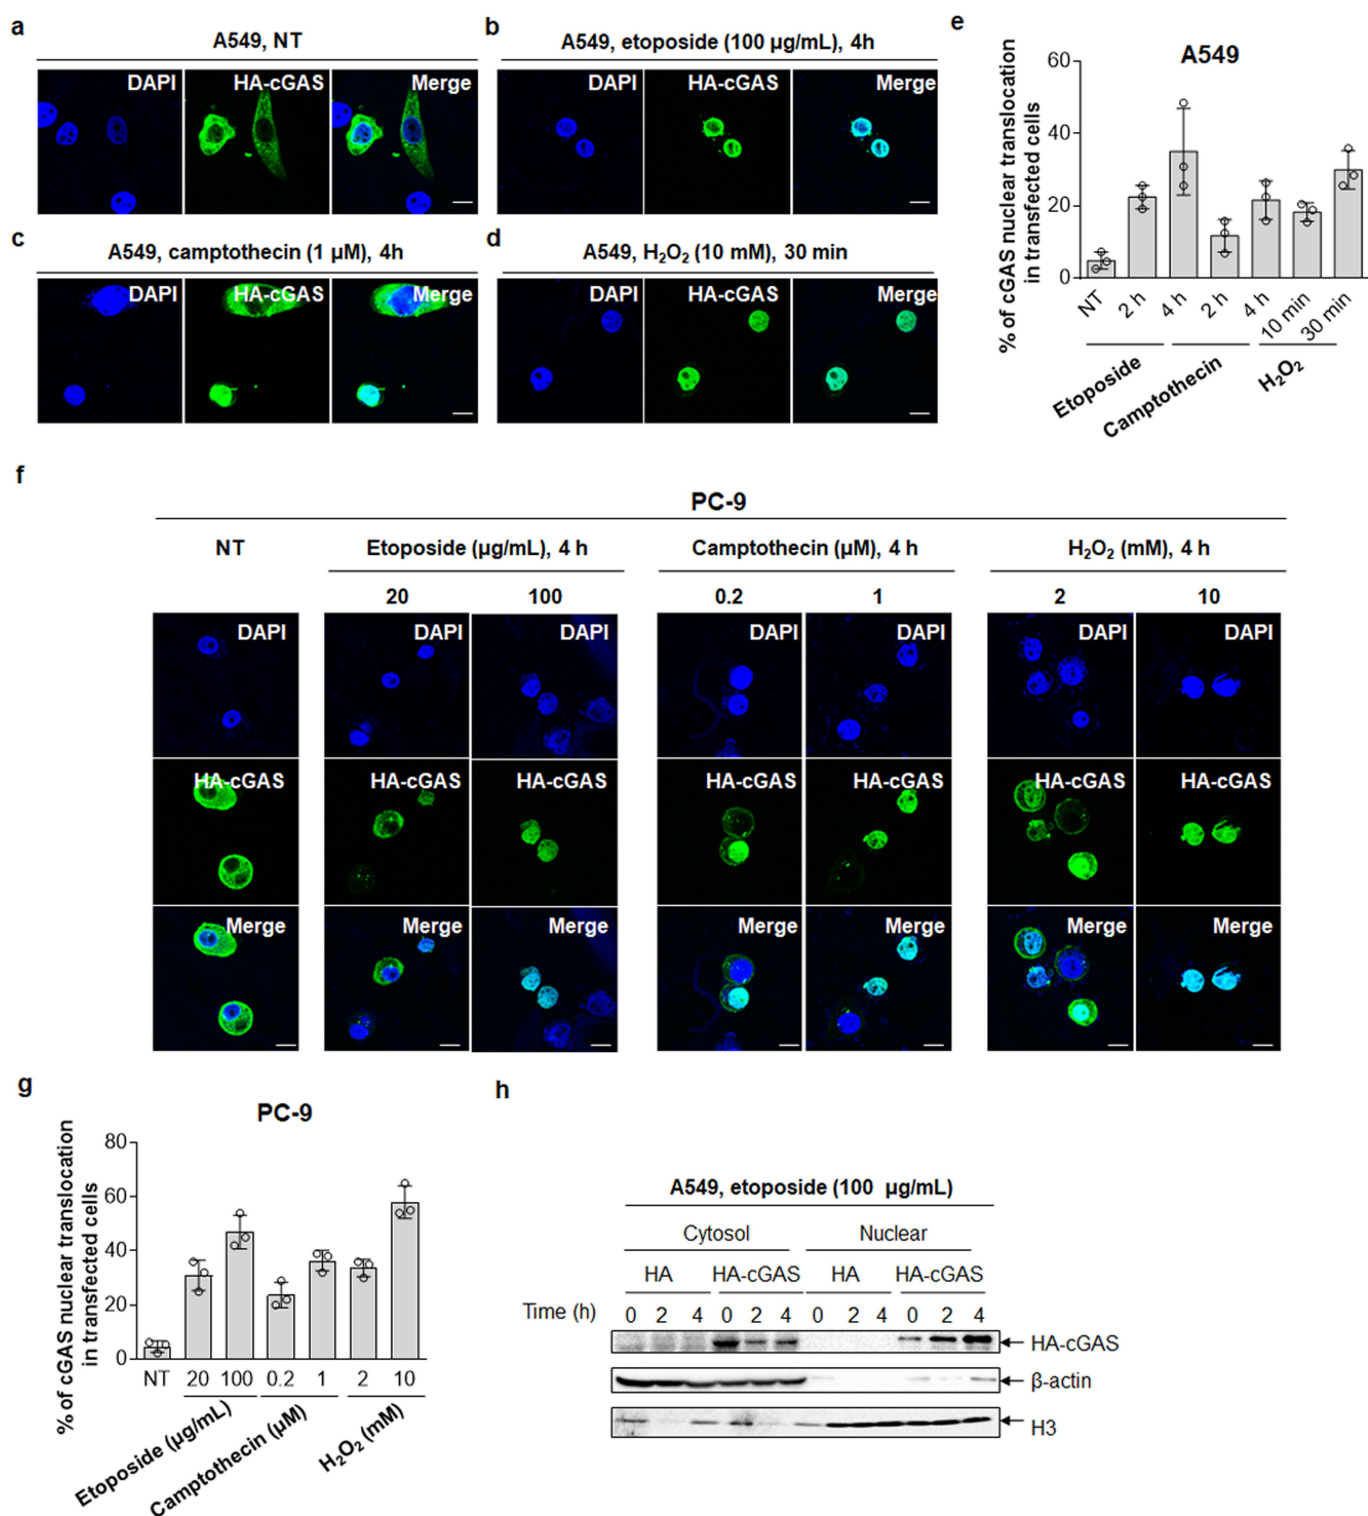 a
A549, NT
DAPI HA-cGAS Merge
b
A549, etoposide (100 µg/mL), 4h
DAPI HA-cGAS Merge
c
A549, camptothecin (1 µM), 4h
DAPI HA-cGAS Merge
d
A549, H₂O₂ (10 mM), 30 min
DAPI HA-cGAS Merge
e
A549
% of cGAS nuclear translocation
in transfected cells
60
40
20
0
NT 2 h 4 h 2 h 4 h 10 min 30 min
Etoposide Camptothecin H₂O₂
f
PC-9
NT Etoposide (µg/mL), 4 h Camptothecin (µM), 4 h H₂O₂ (mM), 4 h
20 100 0.2 1 2 10
DAPI DAPI DAPI DAPI DAPI DAPI DAPI
HA-cGAS HA-cGAS HA-cGAS HA-cGAS HA-cGAS HA-cGAS HA-cGAS
Merge Merge Merge Merge Merge Merge Merge
g
PC-9
% of cGAS nuclear translocation
in transfected cells
80
60
40
20
0
NT 20 100 0.2 1 2 10
Etoposide (µg/mL) Camptothecin (µM) H₂O₂ (mM)
h
A549, etoposide (100 µg/mL)
Cytosol Nuclear
HA HA-cGAS HA HA-cGAS
Time (h) 0 2 4 0 2 4 0 2 4 0 2 4
HA-cGAS
β-actin
H3